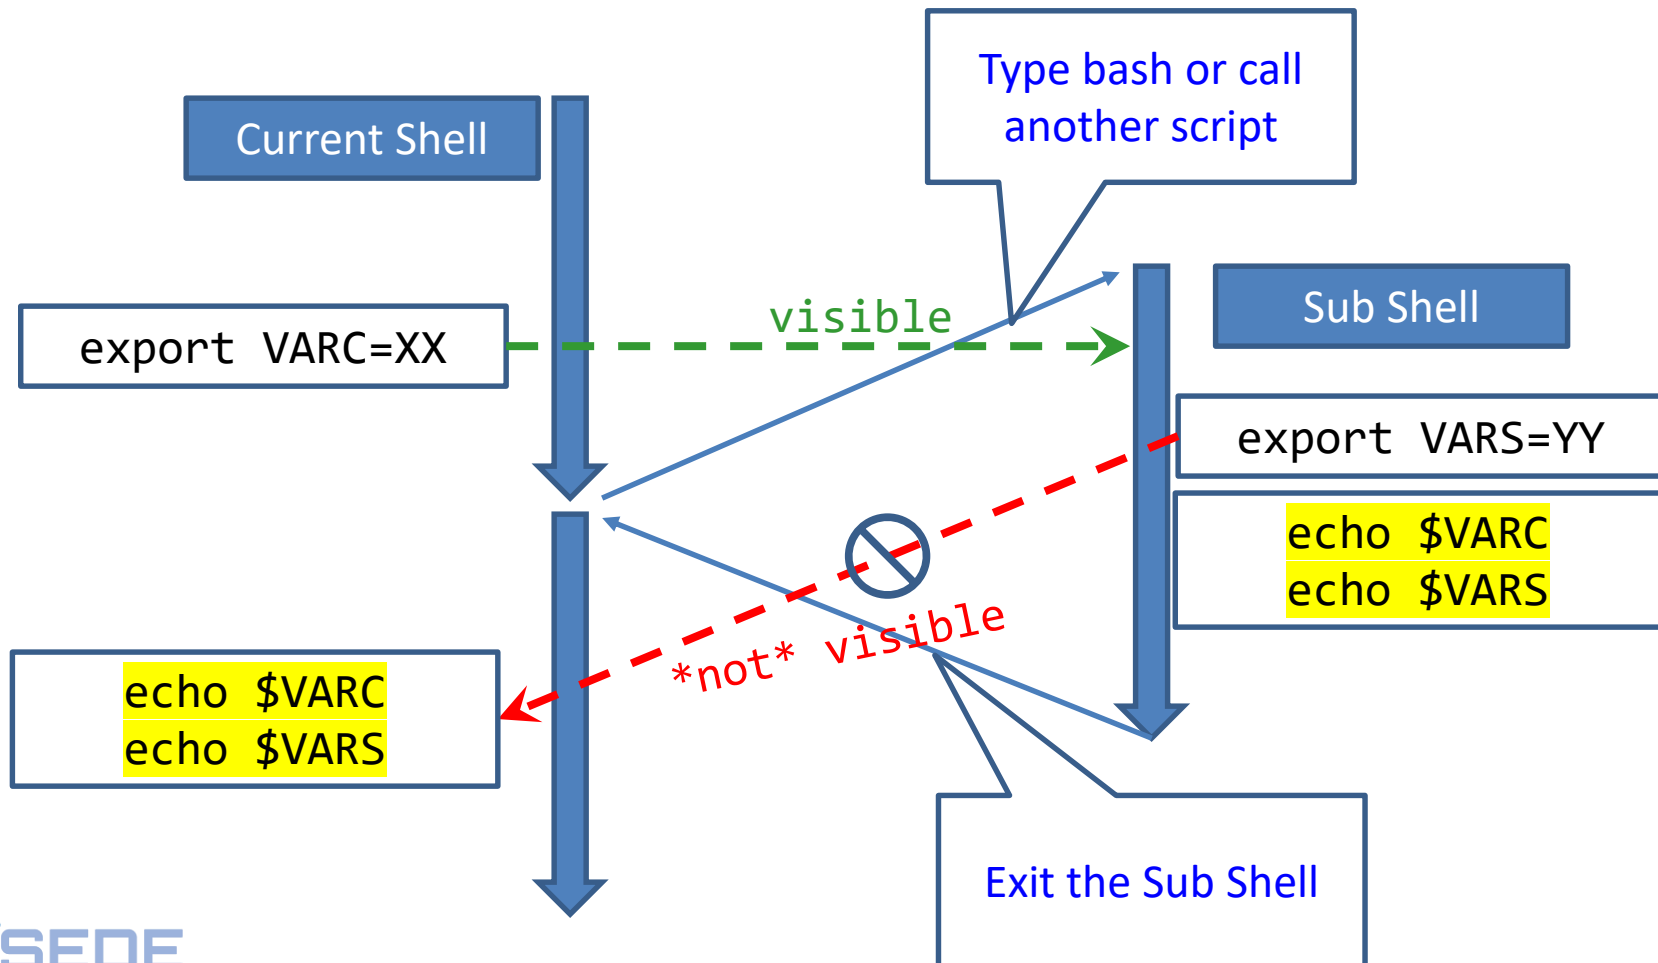 Type bash or call
another script
Current Shell
Sub Shell
visible
export VARC=XX
export VARS=YY
echo $VARC
echo $VARS
*not* visible
echo $VARC
echo $VARS
Exit the Sub Shell
SEDE